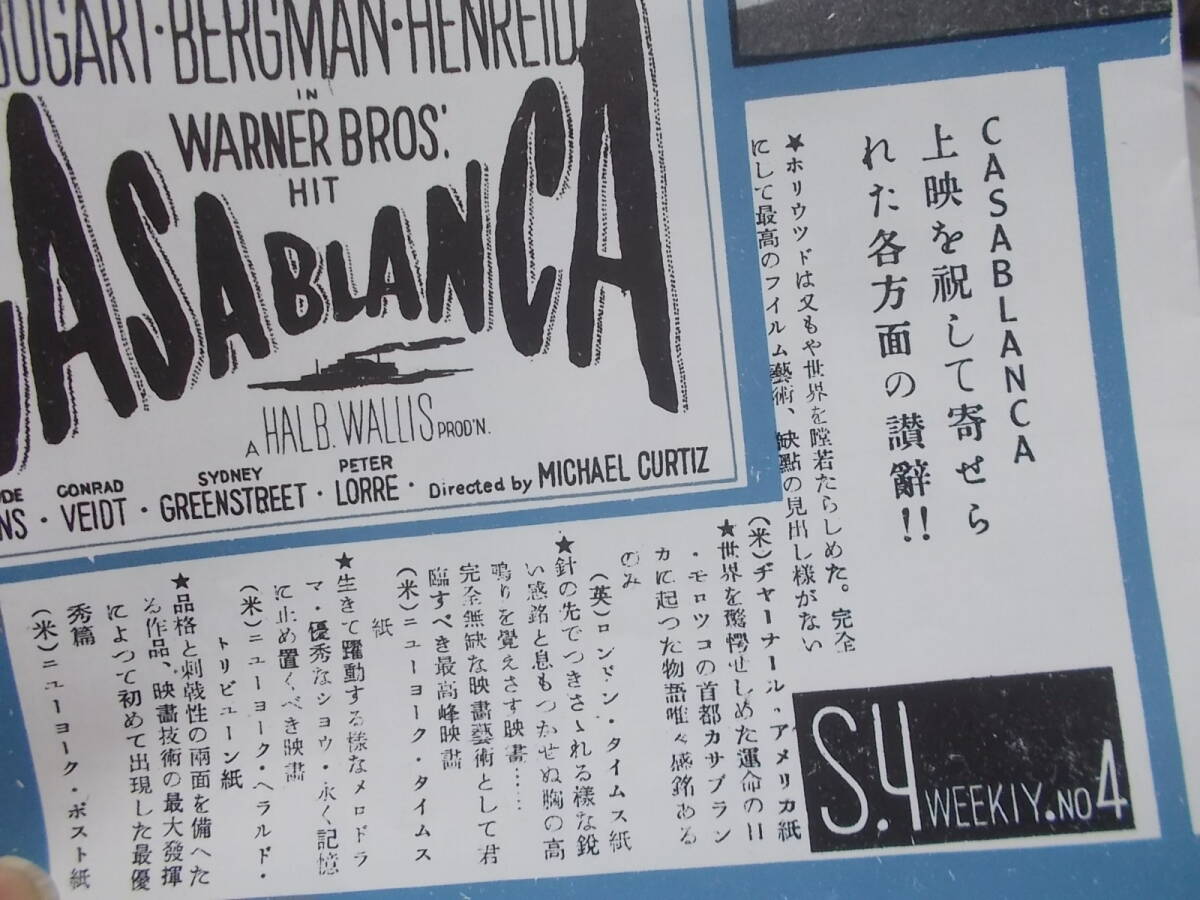 BOGART・BERGMAN・HENREID
IN
WARNER BROS'.
HIT
CASABLANCA
A HAL B. WALLIS PROD'N.
CONRAD VEIDT · SYDNEY GREENSTREET · PETER LORRE · Directed by MICHAEL CURTIZ
CASABLANCA
上映を祝して寄せら
れた各方面の讃辭!!
★ホリウツドは又もや世界を瞠若たらしめた。完全
にして最高のフイルム藝術、缺點の見出し様がない
(米)ヂャーナール・アメリカ紙
★世界を驚愕せしめた運命の日
・モロツコの首都カサブラン
カに起つた物語唯々感銘ある
のみ
(英)ロンドン・タイムス紙
★針の先でつきさゝれる様な鋭
い感銘と息もつかせぬ胸の高
鳴りを覺えさす映畫……
完全無缺な映畫藝術として君
臨すべき最高峰映畫
(米)ニューヨーク・タイムス
紙
★生きて躍動する様なメロドラ
マ・優秀なシヨウ・永く記憶
に止め置くべき映畫
(米)ニューヨーク・ヘラルド・
トリビューン紙
★品格と刺戟性の両面を備へた
る作品、映畫技術の最大發揮
によつて初めて出現した最優
秀篇
(米)ニューヨーク・ポスト紙
S.Y WEEKlY.NO 4